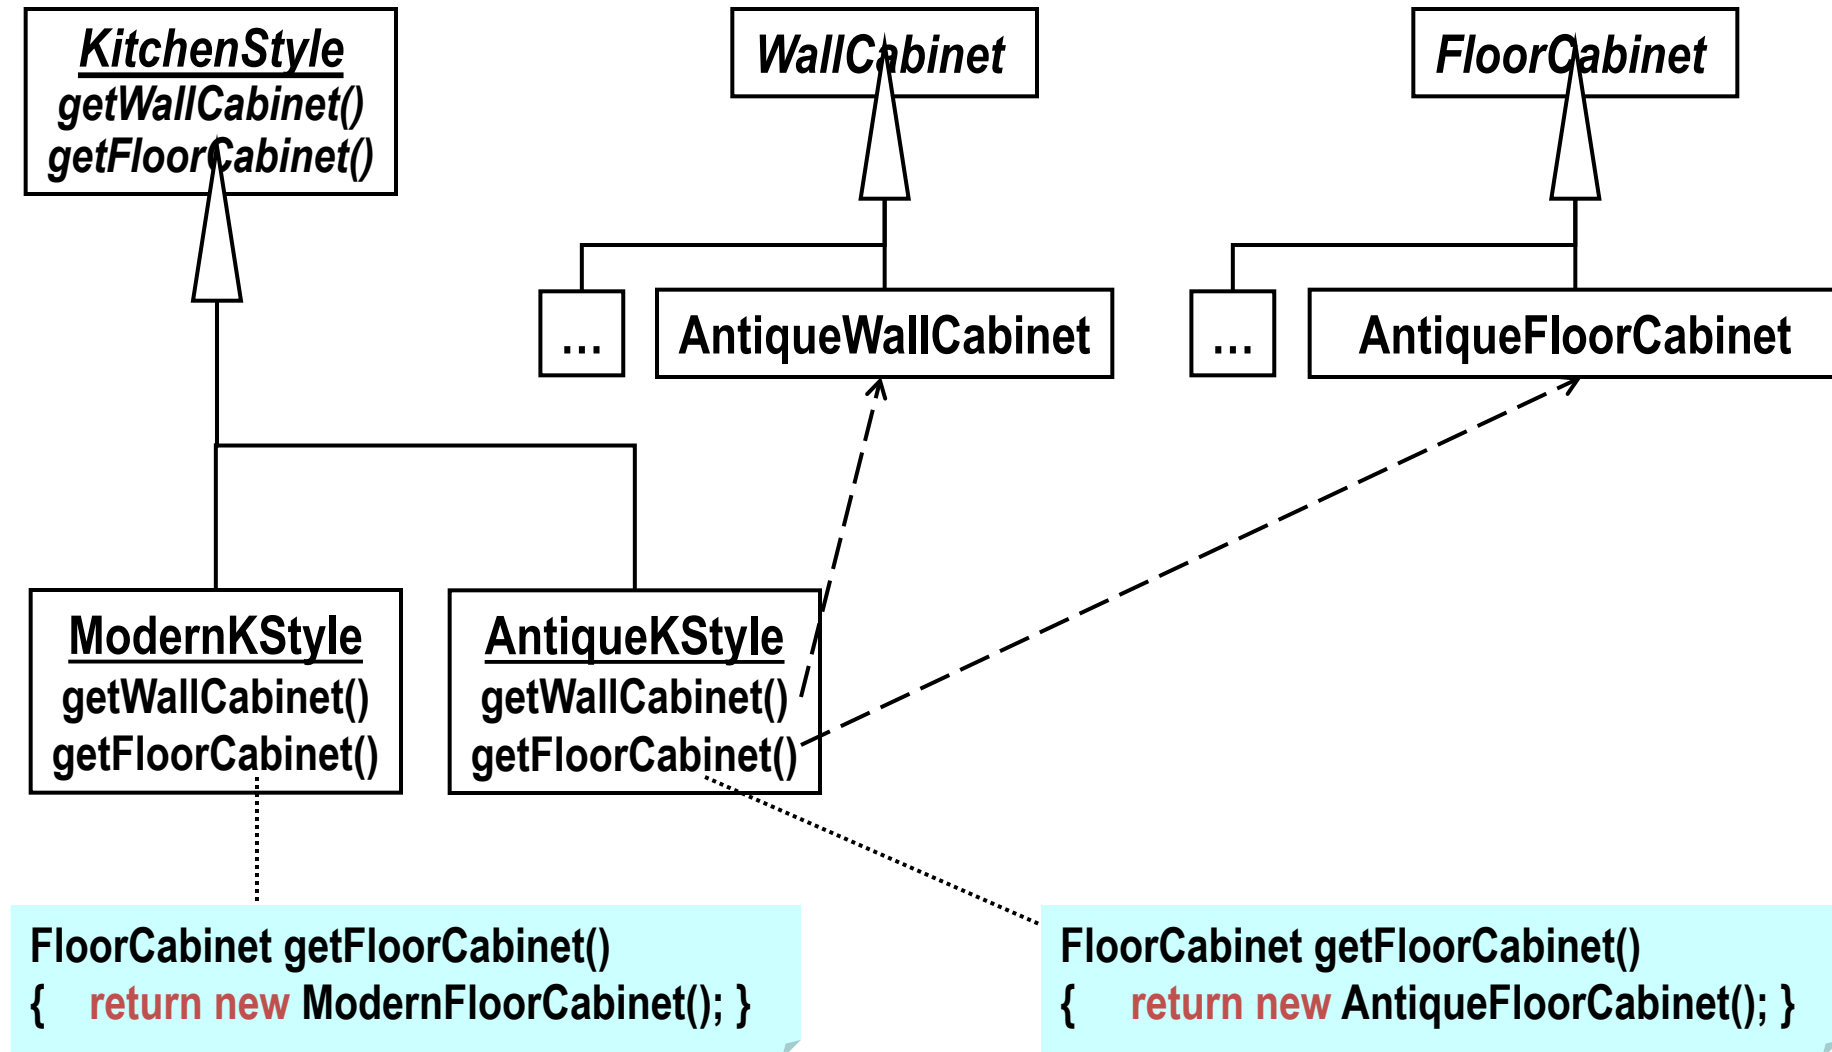 KitchenStyle
getWallCabinet()
getFloorCabinet()
WallCabinet
FloorCabinet
...
AntiqueWallCabinet
...
AntiqueFloorCabinet
ModernKStyle
getWallCabinet()
getFloorCabinet()
AntiqueKStyle
getWallCabinet()
getFloorCabinet()
FloorCabinet getFloorCabinet()
{ return new ModernFloorCabinet(); }
FloorCabinet getFloorCabinet()
{ return new AntiqueFloorCabinet(); }